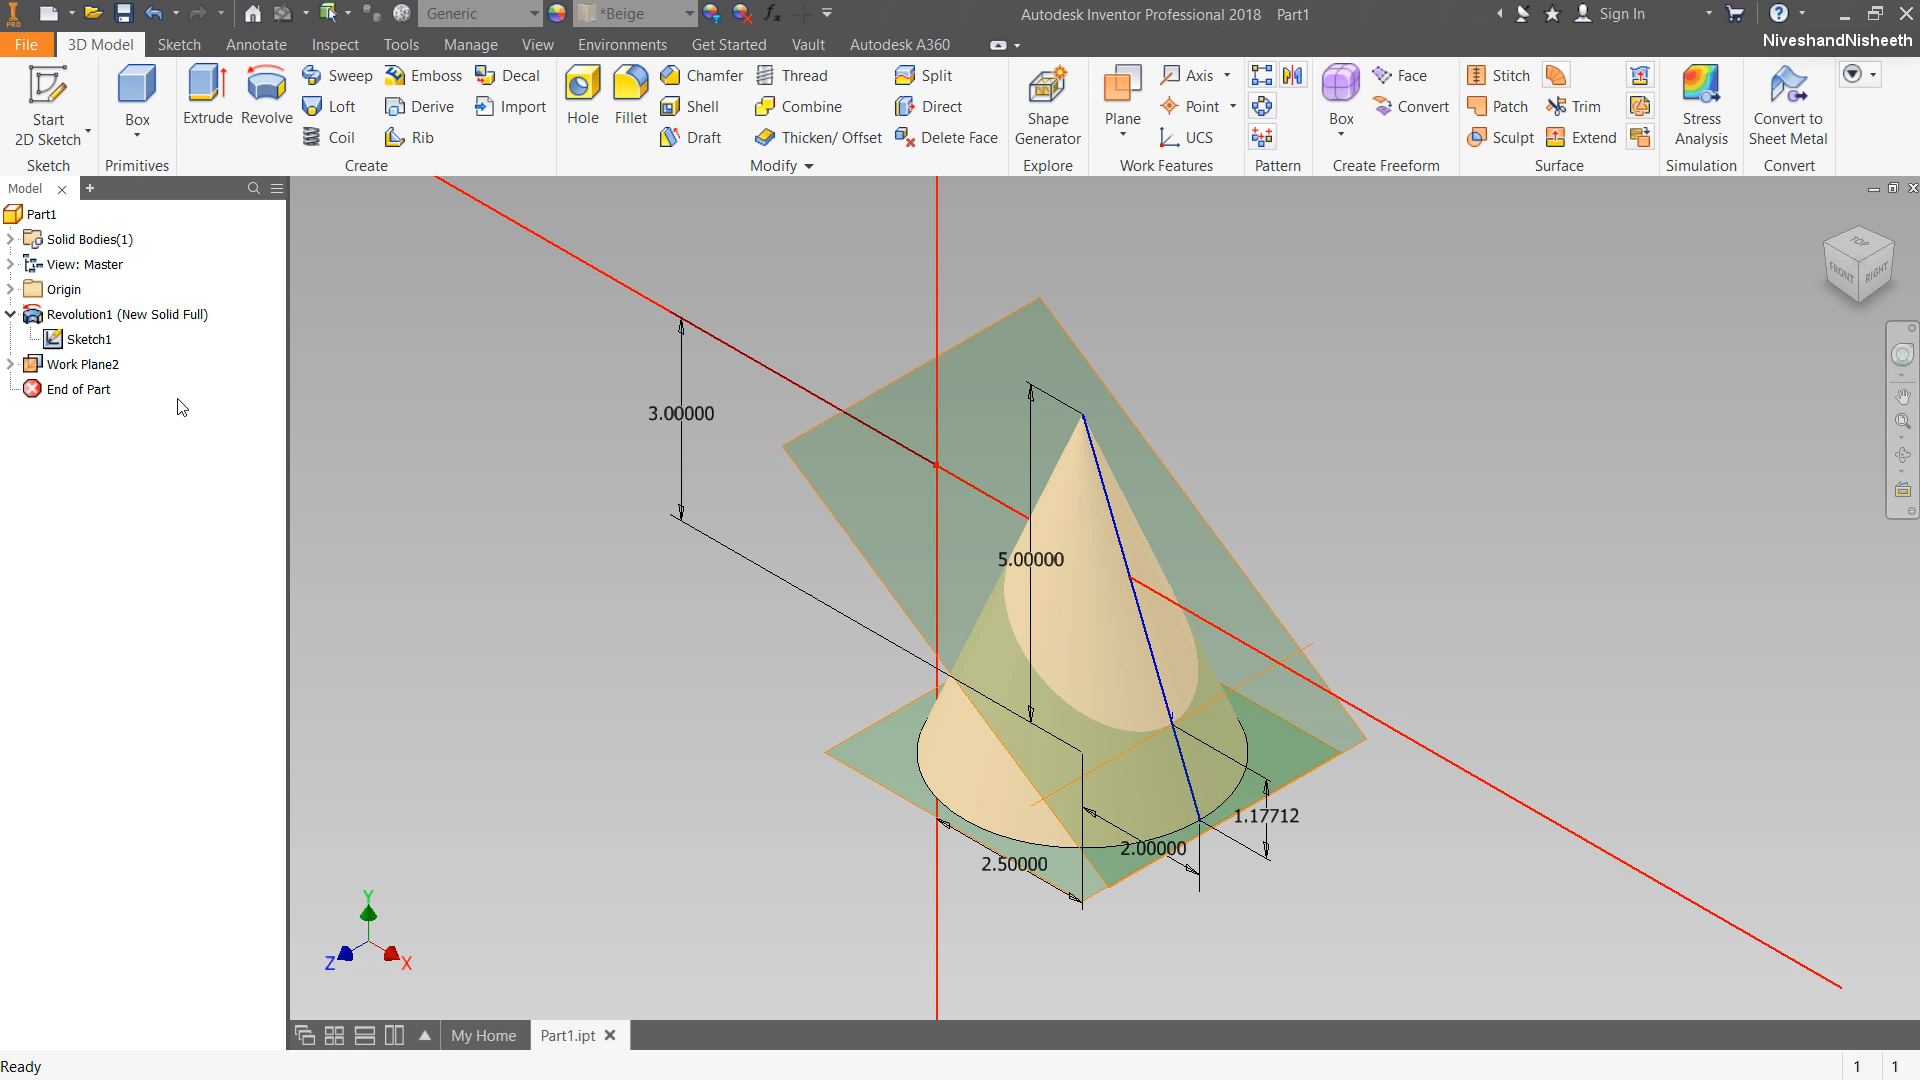 PRO
Generic
*Beige
Autodesk Inventor Professional 2018 Part1
Sign In
File
3D Model
Sketch
Annotate
Inspect
Tools
Manage
View
Environments
Get Started
Vault
Autodesk A360
NiveshandNisheeth
Start
2D Sketch
Sketch
Box
Primitives
Extrude
Revolve
Sweep
Loft
Coil
Emboss
Derive
Rib
Decal
Import
Create
Hole
Fillet
Chamfer
Shell
Draft
Thread
Combine
Thicken/ Offset
Split
Direct
Delete Face
Modify
Shape
Generator
Explore
Plane
Axis
Point
UCS
Work Features
Pattern
Box
Face
Convert
Create Freeform
Stitch
Patch
Sculpt
Trim
Extend
Surface
Stress
Analysis
Simulation
Convert to
Sheet Metal
Convert
Model
Part1
Solid Bodies(1)
View: Master
Origin
Revolution1 (New Solid Full)
Sketch1
Work Plane2
End of Part
TOP
FRONT
RIGHT
3.00000
5.00000
1.17712
2.00000
2.50000
Y
Z
X
My Home
Part1.ipt
Ready
1
1